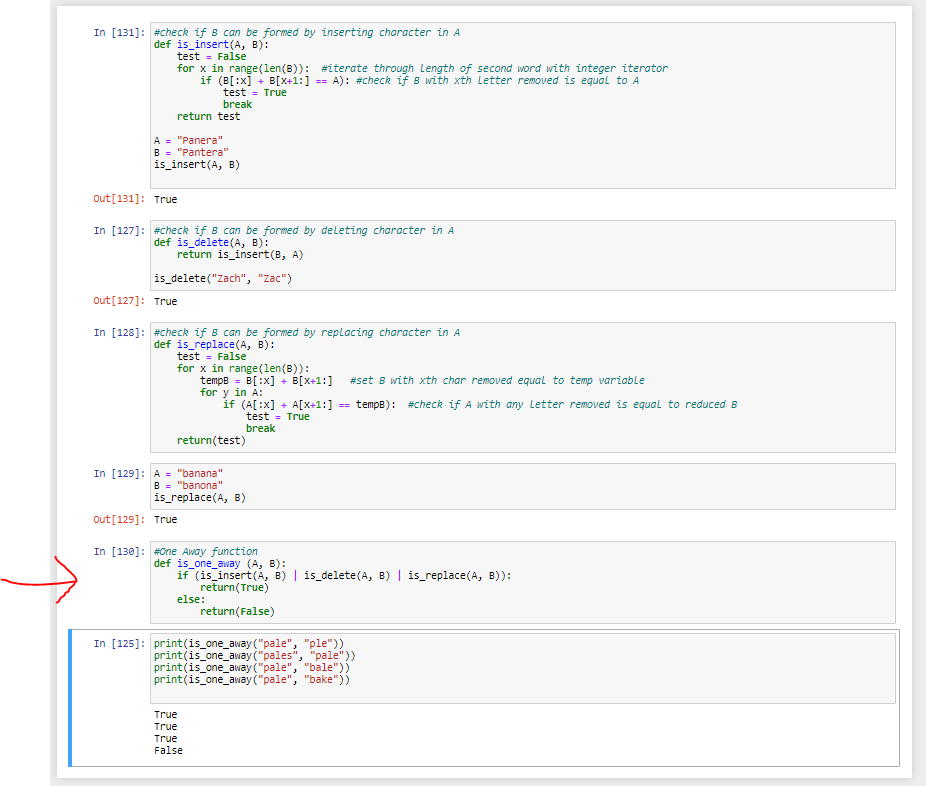 In [131]: #check if B can be formed by inserting character in A
def is_insert(A, B):
    test = False
    for x in range(len(B)):  #iterate through length of second word with integer iterator
        if (B[:x] + B[x+1:] == A): #check if B with xth letter removed is equal to A
            test = True
            break
    return test
A = "Panera"
B = "Pantera"
is_insert(A, B)
Out[131]: True
In [127]: #check if B can be formed by deleting character in A
def is_delete(A, B):
    return is_insert(B, A)
is_delete("Zach", "Zac")
Out[127]: True
In [128]: #check if B can be formed by replacing character in A
def is_replace(A, B):
    test = False
    for x in range(len(B)):
        tempB = B[:x] + B[x+1:]   #set B with xth char removed equal to temp variable
        for y in A:
            if (A[:x] + A[x+1:] == tempB):  #check if A with any letter removed is equal to reduced B
                test = True
                break
    return(test)
In [129]: A = "banana"
B = "banona"
is_replace(A, B)
Out[129]: True
In [130]: #One Away function
def is_one_away (A, B):
    if (is_insert(A, B) | is_delete(A, B) | is_replace(A, B)):
        return(True)
    else:
        return(False)
In [125]: print(is_one_away("pale", "ple"))
print(is_one_away("pales", "pale"))
print(is_one_away("pale", "bale"))
print(is_one_away("pale", "bake"))
True
True
True
False